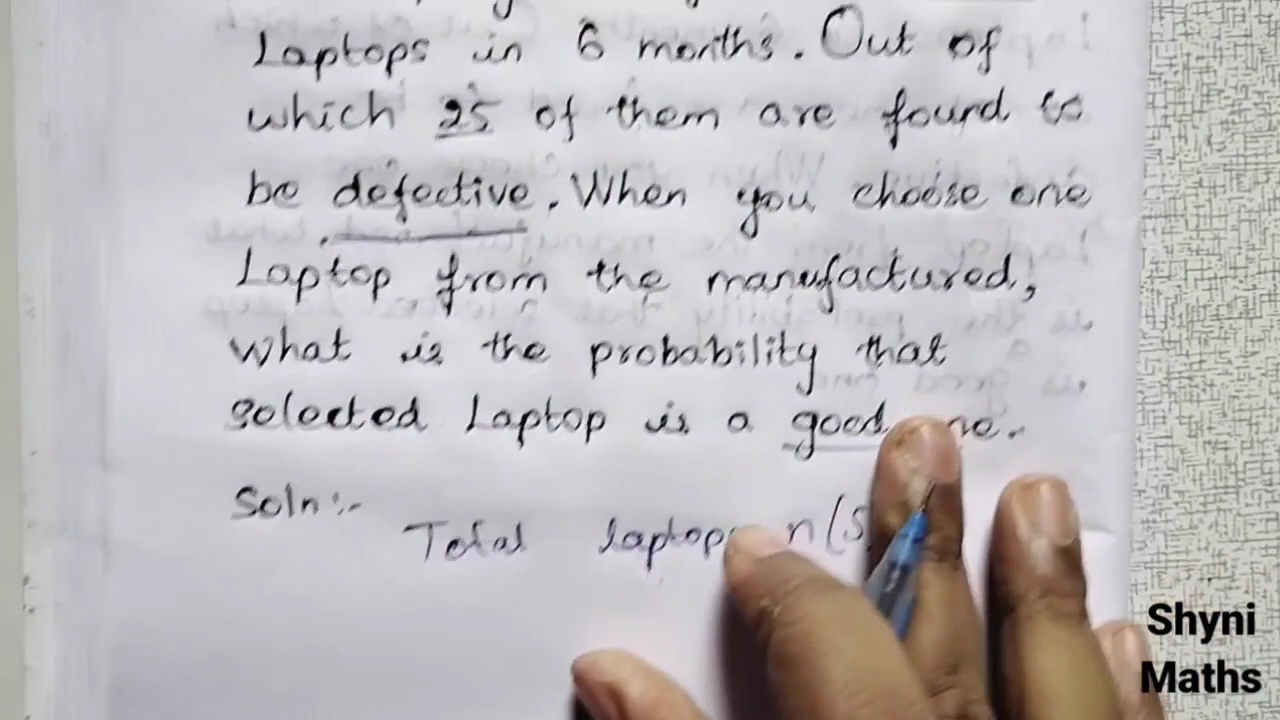 Laptops in 6 months. Out of
which 25 of them are found to
be defective. When you choose one
Laptop from the manufactured,
what is the probability that
selected Laptop is a good
Soln:-
Total laptops n(S
Shyni
Maths